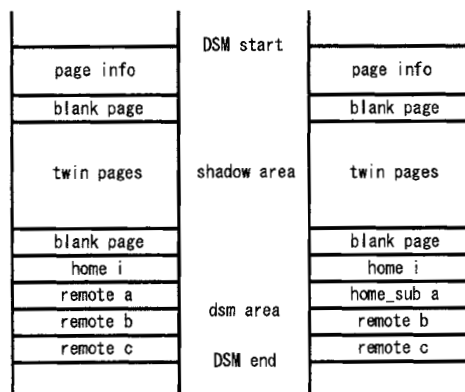 DSM start
page info
page info
blank page
blank page
twin pages
shadow area
twin pages
blank page
blank page
home i
home i
remote a
home_sub a
dsm area
remote b
remote b
remote c
remote c
DSM end